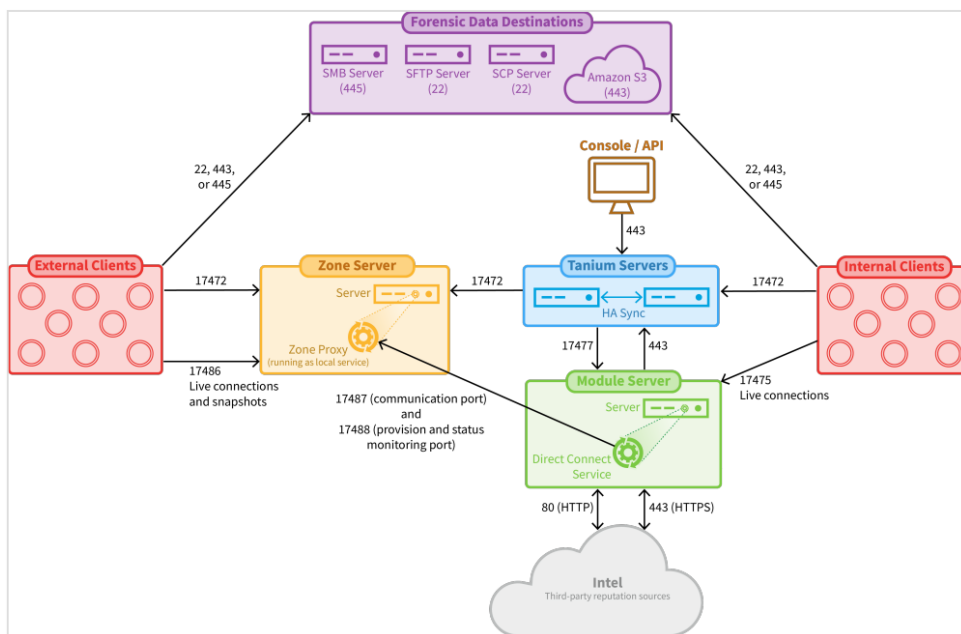 Forensic Data Destinations
SMB Server
(445)
SFTP Server
(22)
SCP Server
(22)
Amazon S3
(443)
Console / API
22, 443,
or 445
22, 443,
or 445
443
External Clients
Zone Server
Tanium Servers
Internal Clients
17472
Server
17472
HA Sync
17472
Zone Proxy
(running as local service)
17486
Live connections
and snapshots
17477
443
Module Server
17475
Live connections
17487 (communication port)
and
17488 (provision and status
monitoring port)
Server
Direct Connect
Service
80 (HTTP)
443 (HTTPS)
Intel
Third-party reputation sources